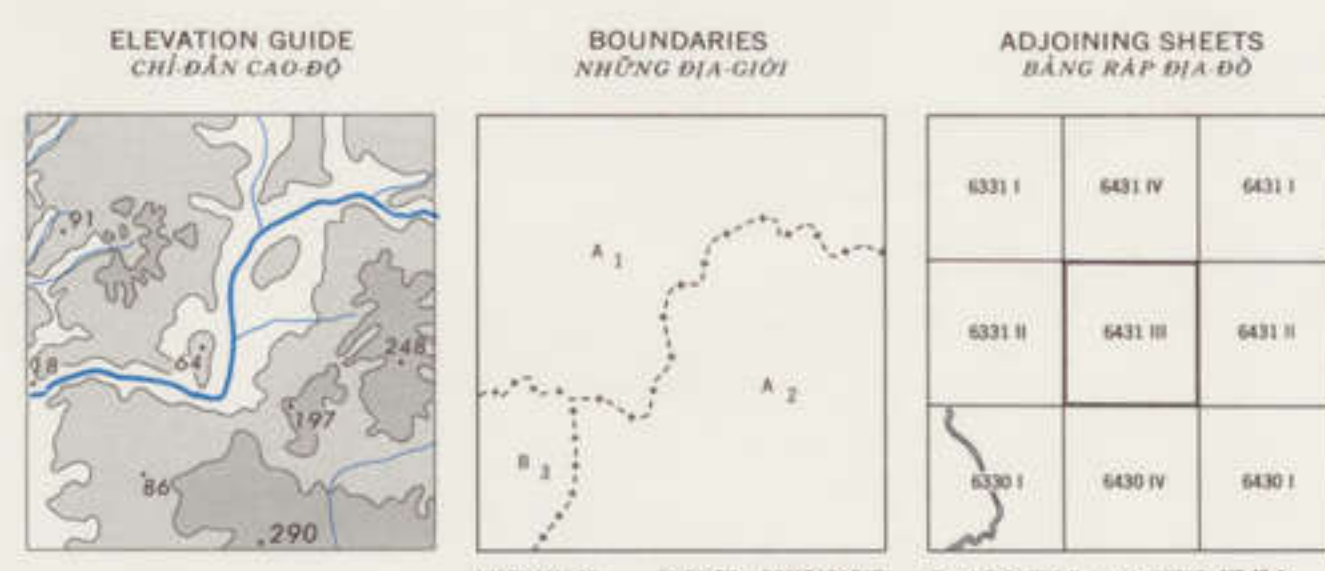 ELEVATION GUIDE
CHỈ-DẪN CAO-ĐỘ
91
18
64
248
197
86
290
BOUNDARIES
NHỮNG ĐỊA-GIỚI
A 1
A 2
B 3
ADJOINING SHEETS
BẢNG RÁP ĐỊA-ĐỒ
6331 I
6431 IV
6431 I
6331 II
6431 III
6431 II
6330 I
6430 IV
6430 I